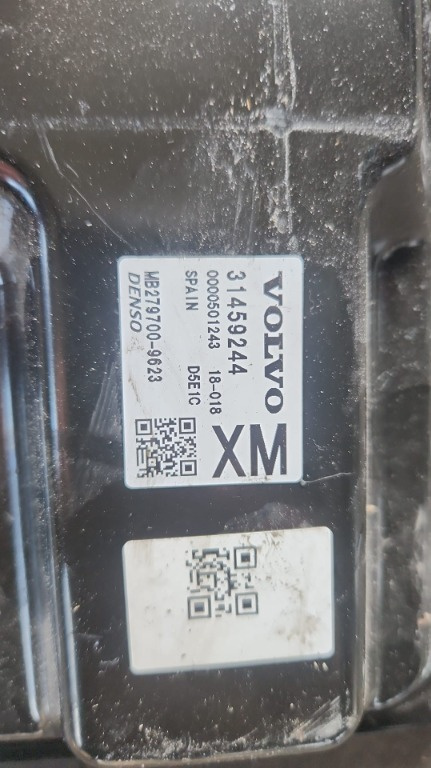 VOLVO
31459244
0000501243 18-018
SPAIN D5E1C
MB279700-9623
DENSO
XM